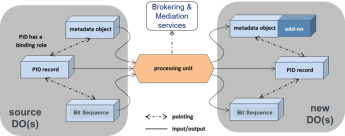 PID has
a binding role
metadata object
PID record
Bit Sequence
source
DO(s)
Brokering &
Mediation
services
processing unit
pointing
input/output
metadata object
add-on
PID record
Bit Sequence
new
DO(s)